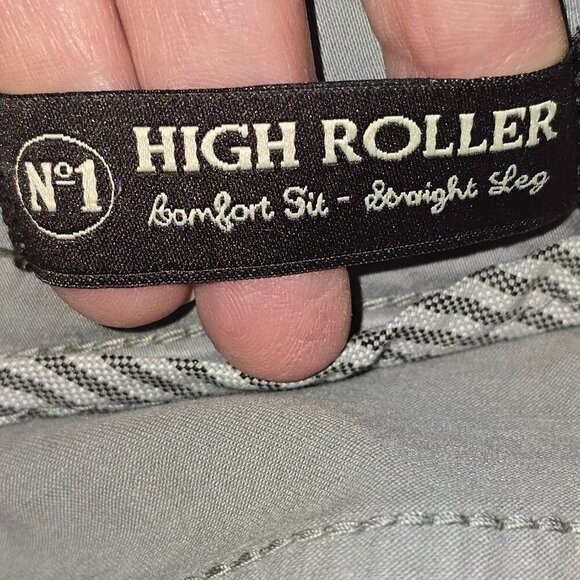 Nº1
HIGH ROLLER
Comfort Fit - Straight Leg